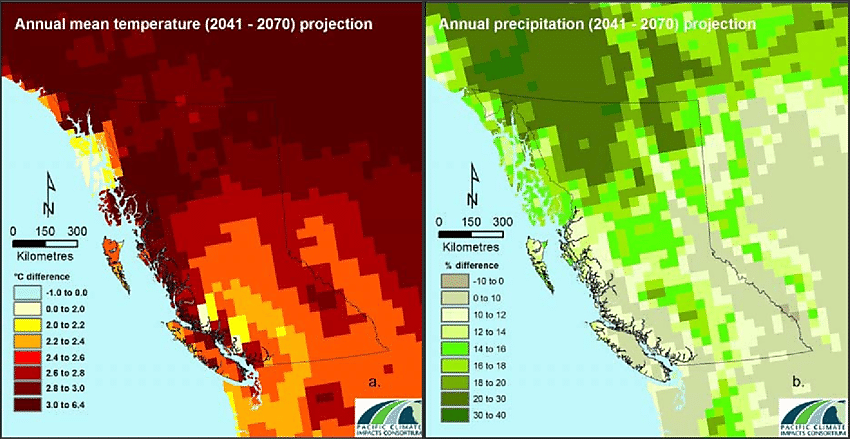 Annual mean temperature (2041 - 2070) projection
N
0 150 300
Kilometres
°C difference
-1.0 to 0.0
0.0 to 2.0
2.0 to 2.2
2.2 to 2.4
2.4 to 2.6
2.6 to 2.8
2.8 to 3.0
3.0 to 6.4
a.
PACIFIC CLIMATE
IMPACTS CONSORTIUM
Annual precipitation (2041 - 2070) projection
N
0 150 300
Kilometres
% difference
-10 to 0
0 to 10
10 to 12
12 to 14
14 to 16
16 to 18
18 to 20
20 to 30
30 to 40
b.
PACIFIC CLIMATE
IMPACTS CONSORTIUM